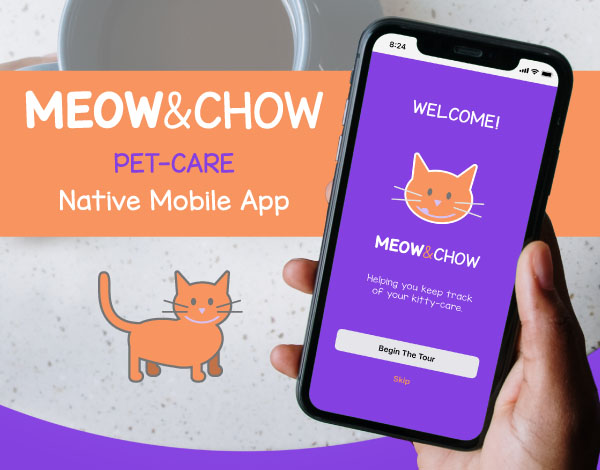 MEOW&CHOW
PET-CARE
Native Mobile App
8:24
WELCOME!
MEOW&CHOW
Helping you keep track
of your kitty-care.
Begin The Tour
Skip